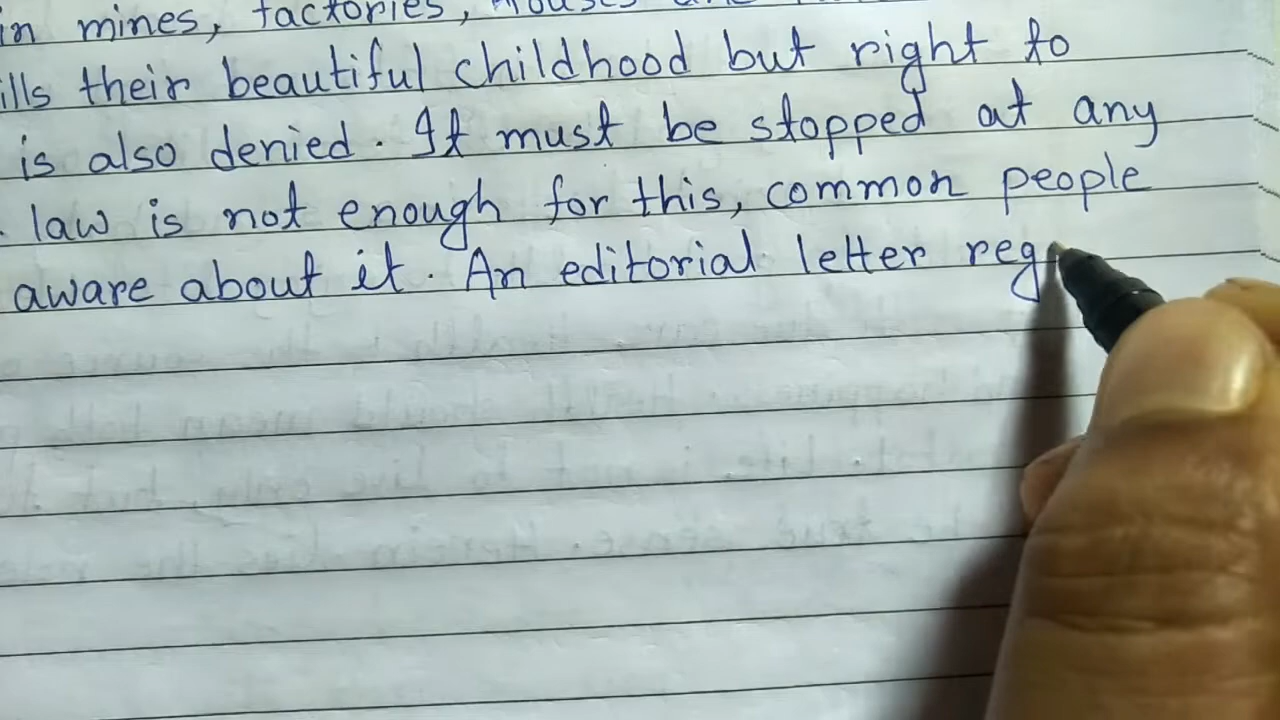 in mines, factories, houses
ills their beautiful childhood but right to
is also denied. It must be stopped at any
. law is not enough for this, common people
aware about it. An editorial letter reg